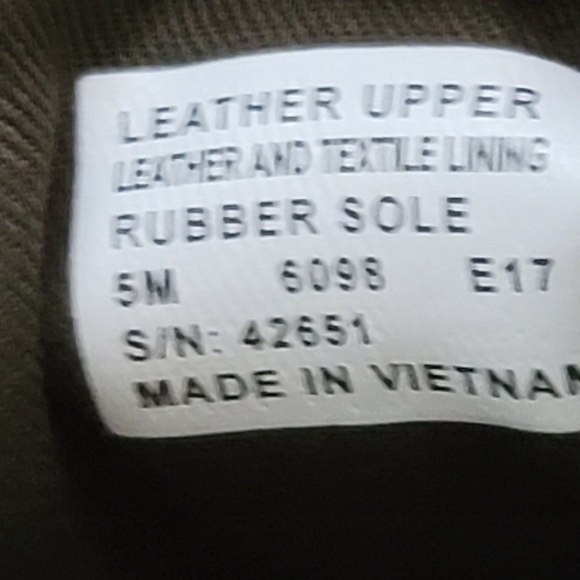 LEATHER UPPER
LEATHER AND TEXTILE LINING
RUBBER SOLE
5M 6098 E17
S/N: 42651
MADE IN VIETNAM